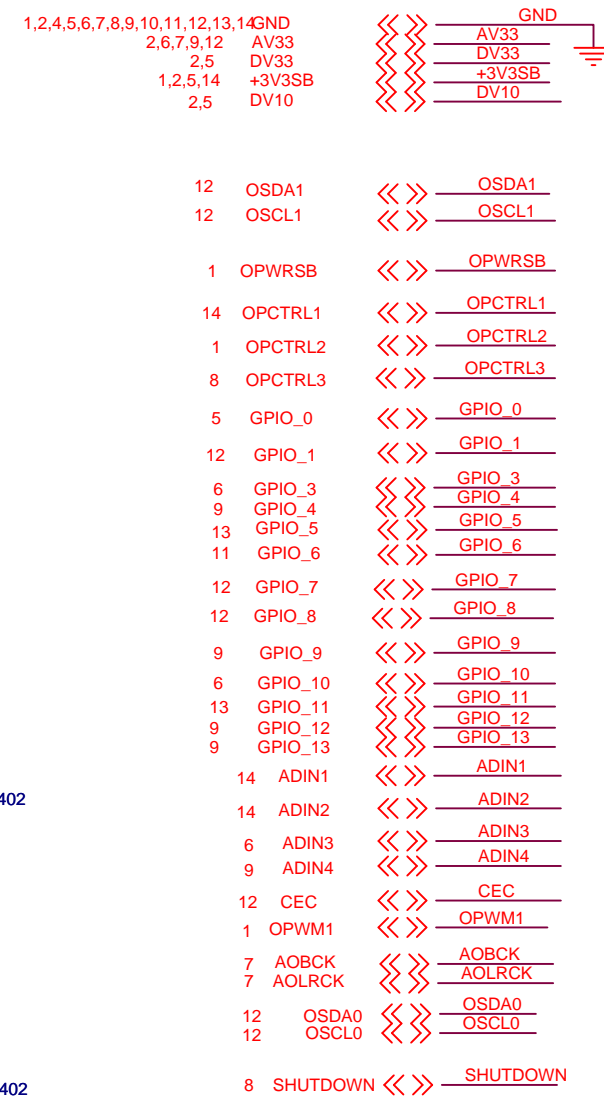 1,2,4,5,6,7,8,9,10,11,12,13,14 GND GND
2,6,7,9,12 AV33 AV33
2,5 DV33 DV33
1,2,5,14 +3V3SB +3V3SB
2,5 DV10 DV10
12 OSDA1 OSDA1
12 OSCL1 OSCL1
1 OPWRSB OPWRSB
14 OPCTRL1 OPCTRL1
1 OPCTRL2 OPCTRL2
8 OPCTRL3 OPCTRL3
5 GPIO_0 GPIO_0
12 GPIO_1 GPIO_1
6 GPIO_3 GPIO_3
9 GPIO_4 GPIO_4
13 GPIO_5 GPIO_5
11 GPIO_6 GPIO_6
12 GPIO_7 GPIO_7
12 GPIO_8 GPIO_8
9 GPIO_9 GPIO_9
6 GPIO_10 GPIO_10
13 GPIO_11 GPIO_11
9 GPIO_12 GPIO_12
9 GPIO_13 GPIO_13
14 ADIN1 ADIN1
402
14 ADIN2 ADIN2
6 ADIN3 ADIN3
9 ADIN4 ADIN4
12 CEC CEC
1 OPWM1 OPWM1
7 AOBCK AOBCK
7 AOLRCK AOLRCK
12 OSDA0 OSDA0
12 OSCL0 OSCL0
8 SHUTDOWN SHUTDOWN
402